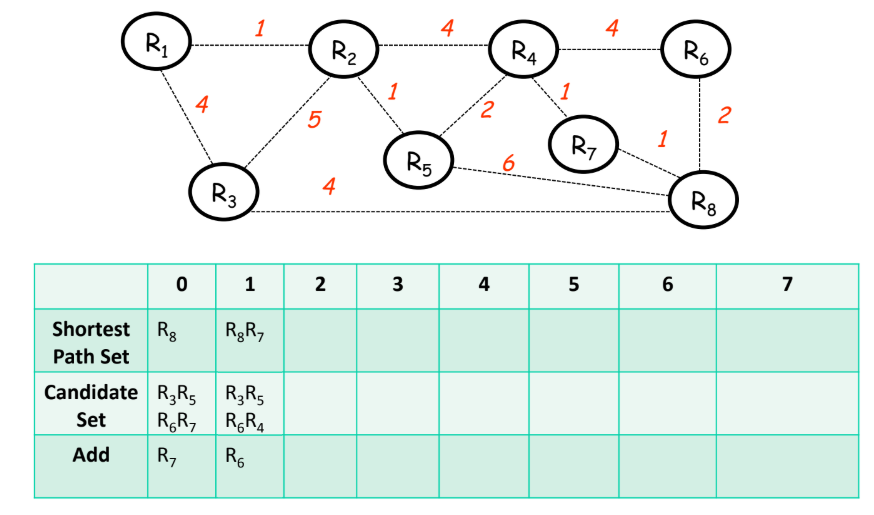 1
4
4
R₁
R₂
R₄
R₆
4
5
1
2
1
1
2
R₅
R₇
6
R₃
4
R₈
0 1 2 3 4 5 6 7
Shortest
Path Set
R₈
R₈R₇
Candidate
Set
R₃R₅
R₆R₇
R₃R₅
R₆R₄
Add
R₇
R₆